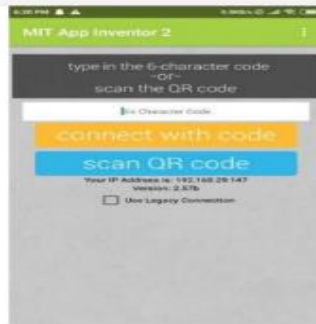 MIT App Inventor 2
type in the 6-character code
-or-
scan the QR code
Six Character Code
connect with code
scan QR code
Your IP Address is: 192.168.29.147
Version: 2.57b
Use Legacy Connection